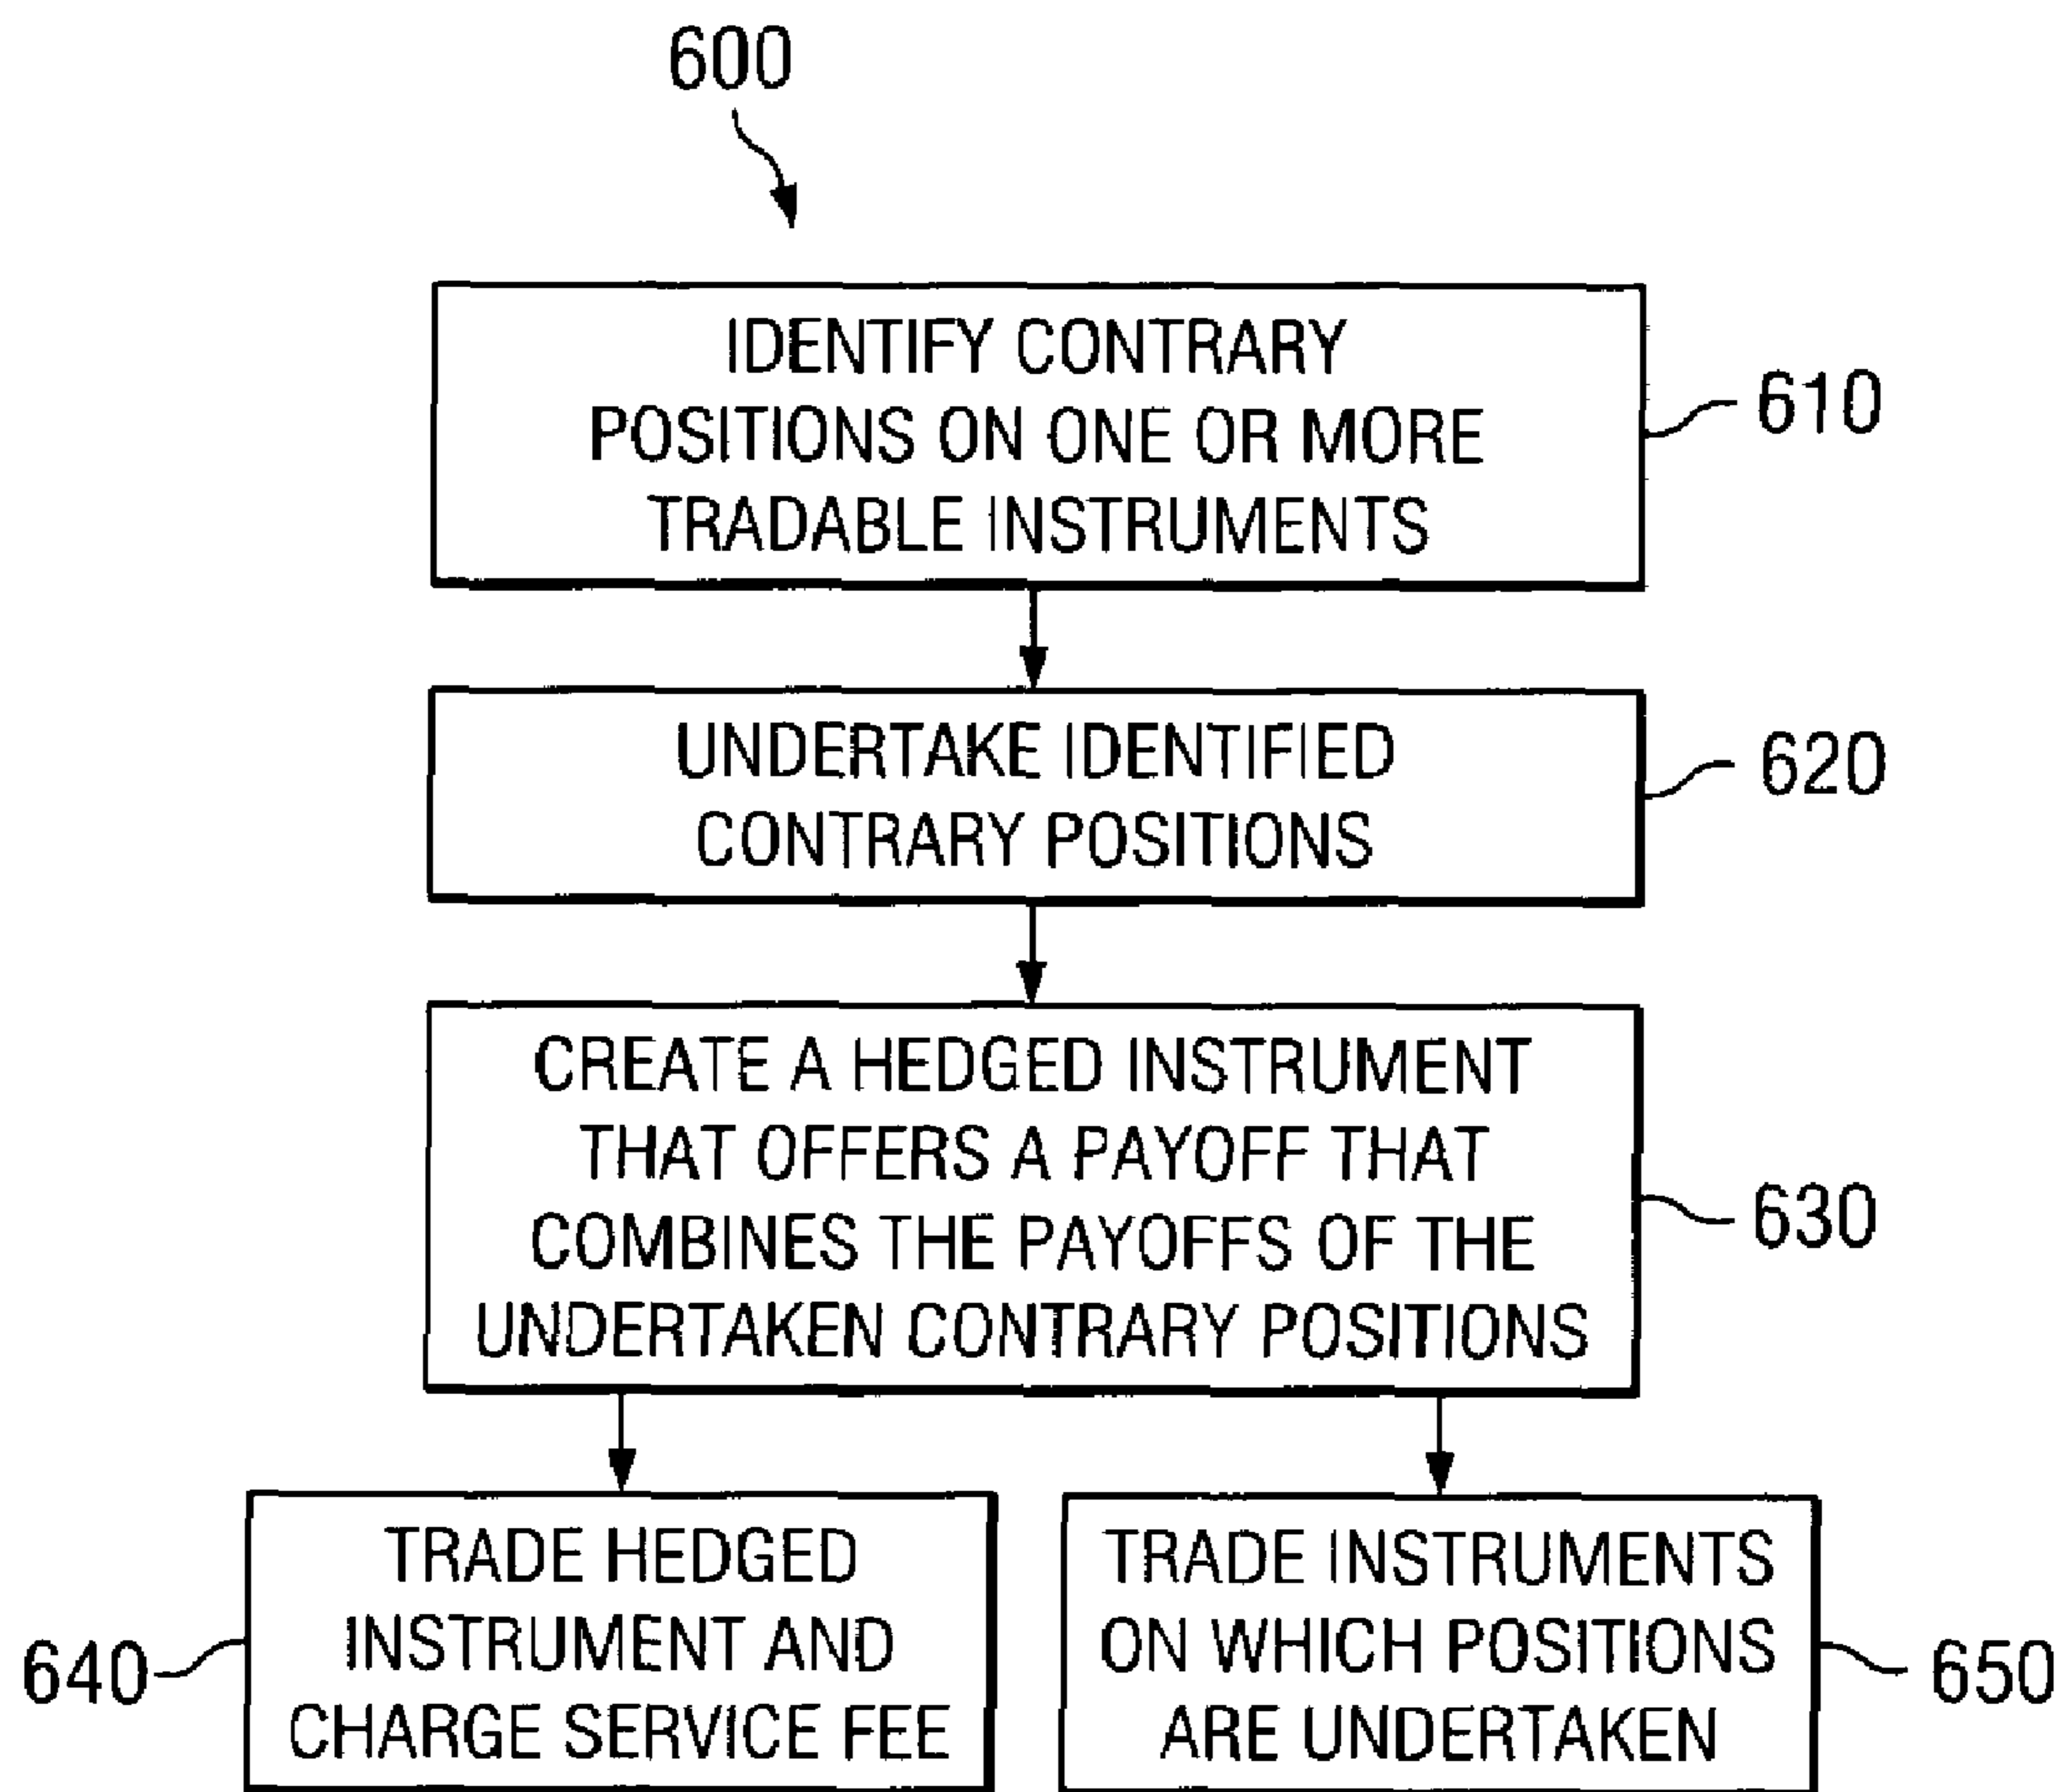 600
IDENTIFY CONTRARY
POSITIONS ON ONE OR MORE
TRADABLE INSTRUMENTS
610
UNDERTAKE IDENTIFIED
CONTRARY POSITIONS
620
CREATE A HEDGED INSTRUMENT
THAT OFFERS A PAYOFF THAT
COMBINES THE PAYOFFS OF THE
UNDERTAKEN CONTRARY POSITIONS
630
TRADE HEDGED
INSTRUMENT AND
CHARGE SERVICE FEE
640
TRADE INSTRUMENTS
ON WHICH POSITIONS
ARE UNDERTAKEN
650